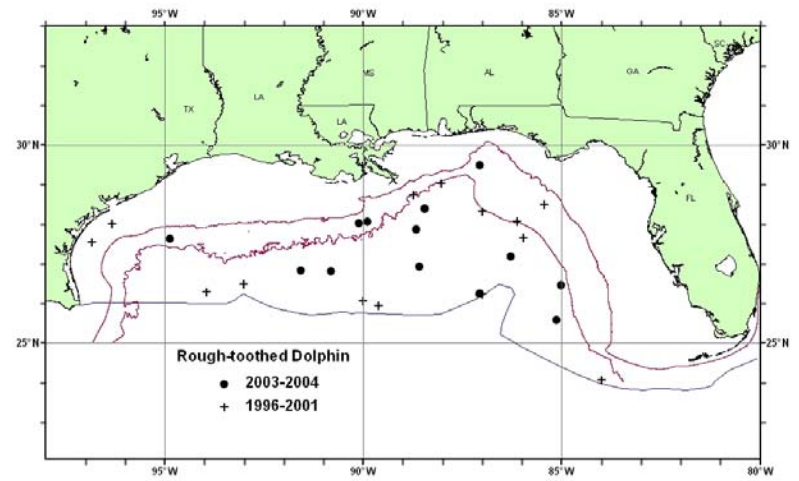 95°W 90°W 85°W
SC
MS AL GA
TX LA
LA
30°N 30°N
FL
25°N 25°N
Rough-toothed Dolphin
2003-2004
1996-2001
95°W 90°W 85°W 80°W